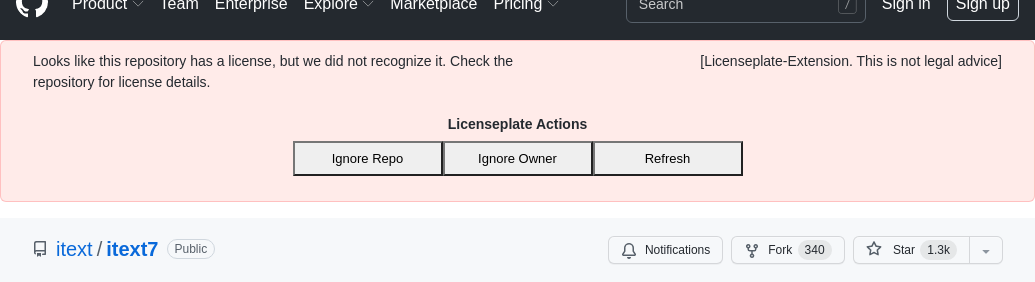 Product Team Enterprise Explore Marketplace Pricing Search / Sign in Sign up
Looks like this repository has a license, but we did not recognize it. Check the
repository for license details.
[Licenseplate-Extension. This is not legal advice]
Licenseplate Actions
Ignore Repo Ignore Owner Refresh
itext / itext7 Public Notifications Fork 340 Star 1.3k